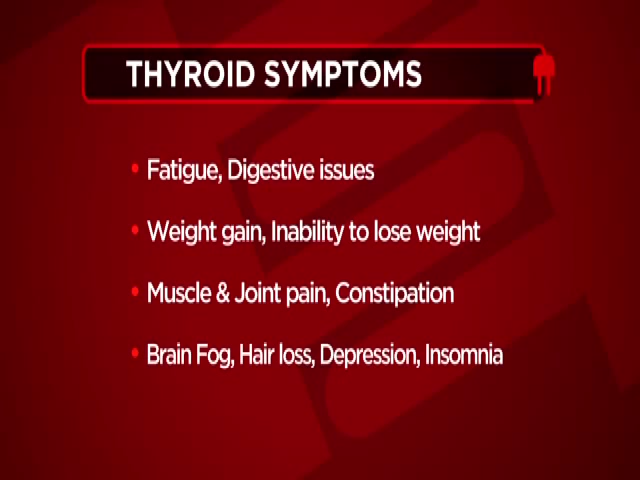 THYROID SYMPTOMS
• Fatigue, Digestive issues
• Weight gain, Inability to lose weight
• Muscle & Joint pain, Constipation
• Brain Fog, Hair loss, Depression, Insomnia